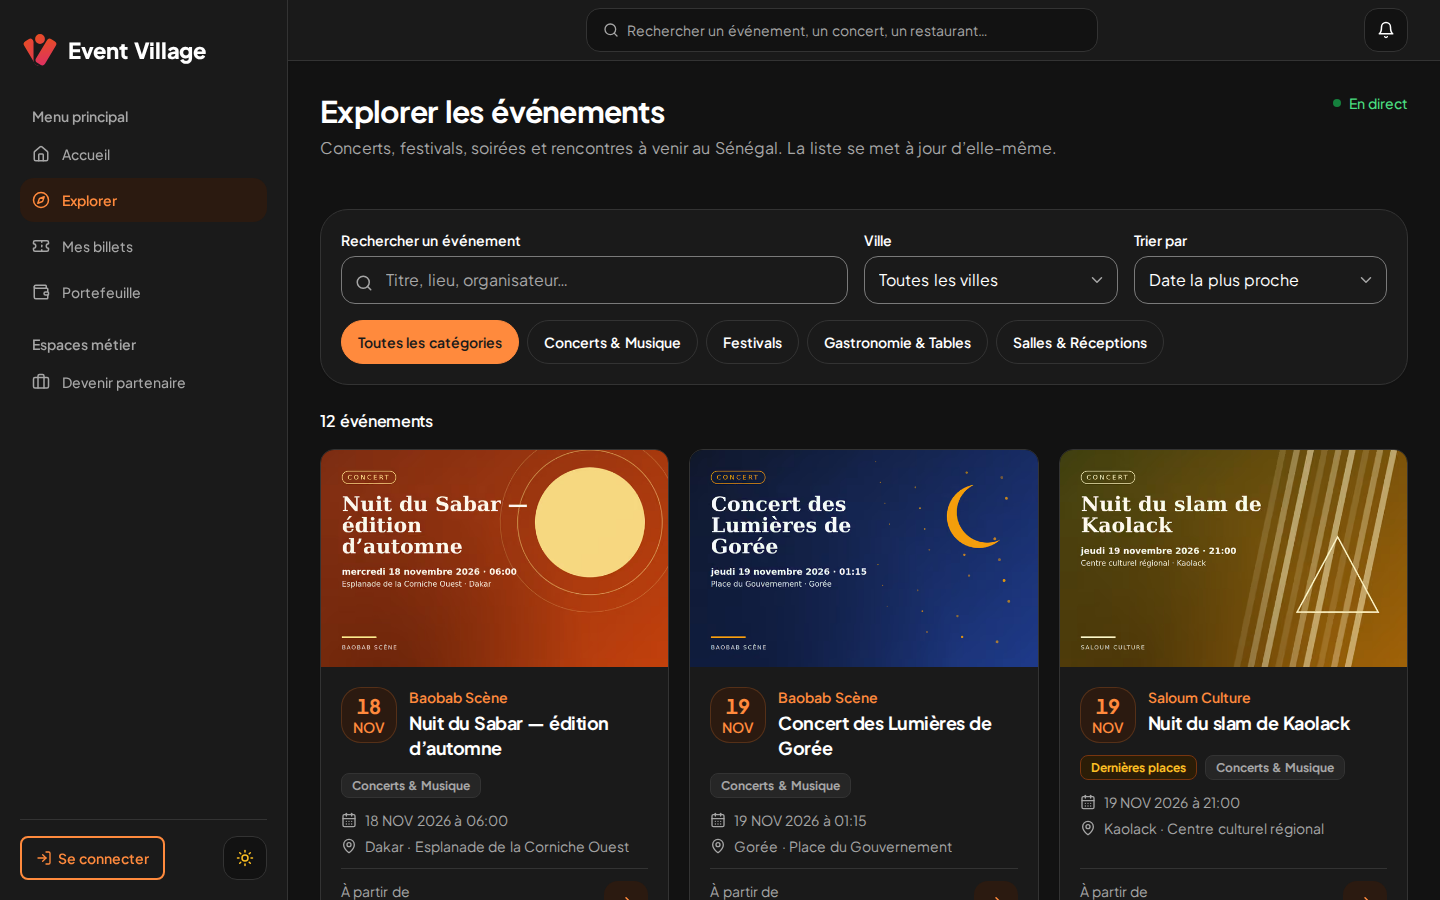 Event Village
Rechercher un événement, un concert, un restaurant...
Menu principal
Accueil
Explorer
Mes billets
Portefeuille
Espaces métier
Devenir partenaire
Se connecter
Explorer les événements
En direct
Concerts, festivals, soirées et rencontres à venir au Sénégal. La liste se met à jour d’elle-même.
Rechercher un événement
Ville
Trier par
Titre, lieu, organisateur...
Toutes les villes
Date la plus proche
Toutes les catégories
Concerts & Musique
Festivals
Gastronomie & Tables
Salles & Réceptions
12 événements
CONCERT
Nuit du Sabar —
édition
d’automne
mercredi 18 novembre 2026 · 06:00
Esplanade de la Corniche Ouest · Dakar
BAOBAB SCÈNE
18
NOV
Baobab Scène
Nuit du Sabar — édition
d’automne
Concerts & Musique
18 NOV 2026 à 06:00
Dakar · Esplanade de la Corniche Ouest
À partir de
CONCERT
Concert des
Lumières de
Gorée
jeudi 19 novembre 2026 · 01:15
Place du Gouvernement · Gorée
BAOBAB SCÈNE
19
NOV
Baobab Scène
Concert des Lumières de
Gorée
Concerts & Musique
19 NOV 2026 à 01:15
Gorée · Place du Gouvernement
À partir de
CONCERT
Nuit du slam de
Kaolack
jeudi 19 novembre 2026 · 21:00
Centre culturel régional · Kaolack
SALOUM CULTURE
19
NOV
Saloum Culture
Nuit du slam de Kaolack
Dernières places
Concerts & Musique
19 NOV 2026 à 21:00
Kaolack · Centre culturel régional
À partir de